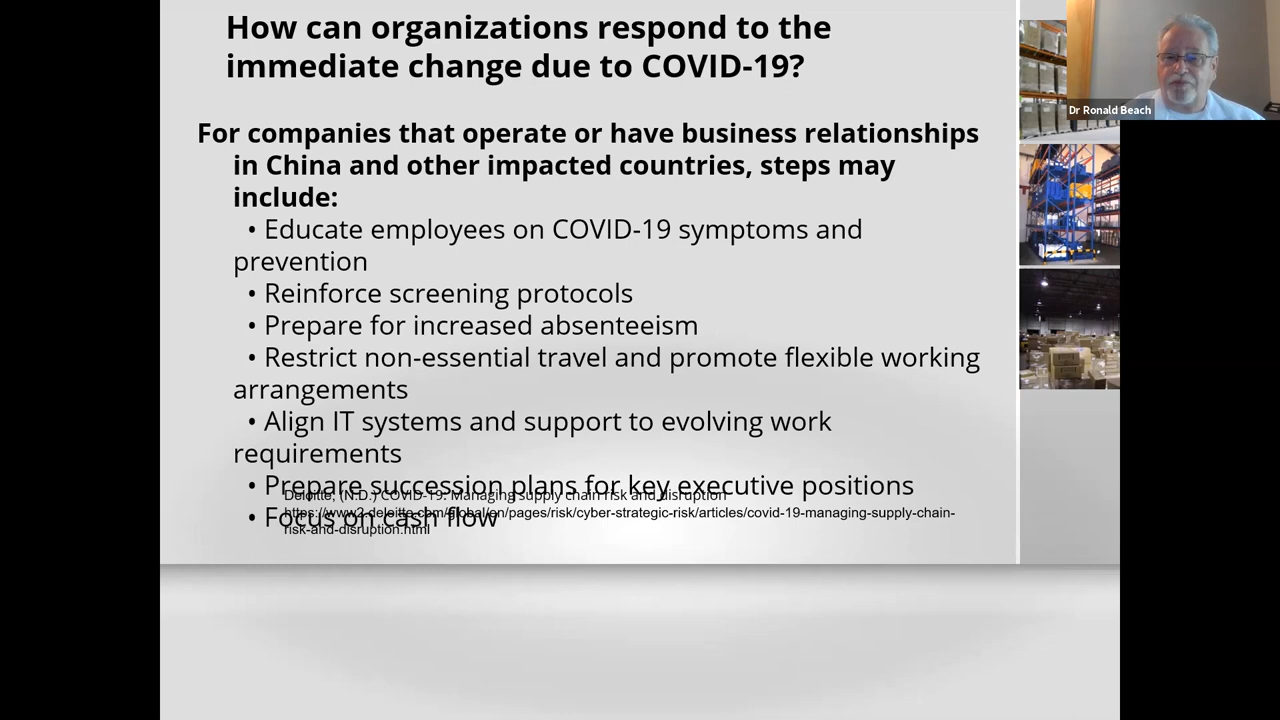 How can organizations respond to the
immediate change due to COVID-19?
Dr Ronald Beach
For companies that operate or have business relationships
in China and other impacted countries, steps may
include:
• Educate employees on COVID-19 symptoms and
prevention
• Reinforce screening protocols
• Prepare for increased absenteeism
• Restrict non-essential travel and promote flexible working
arrangements
• Align IT systems and support to evolving work
requirements
• Prepare succession plans for key executive positions
• Focus on cash flow
Deloitte, (N.D.) COVID-19: Managing supply chain risk and disruption
https://www2.deloitte.com/global/en/pages/risk/cyber-strategic-risk/articles/covid-19-managing-supply-chain-
risk-and-disruption.html